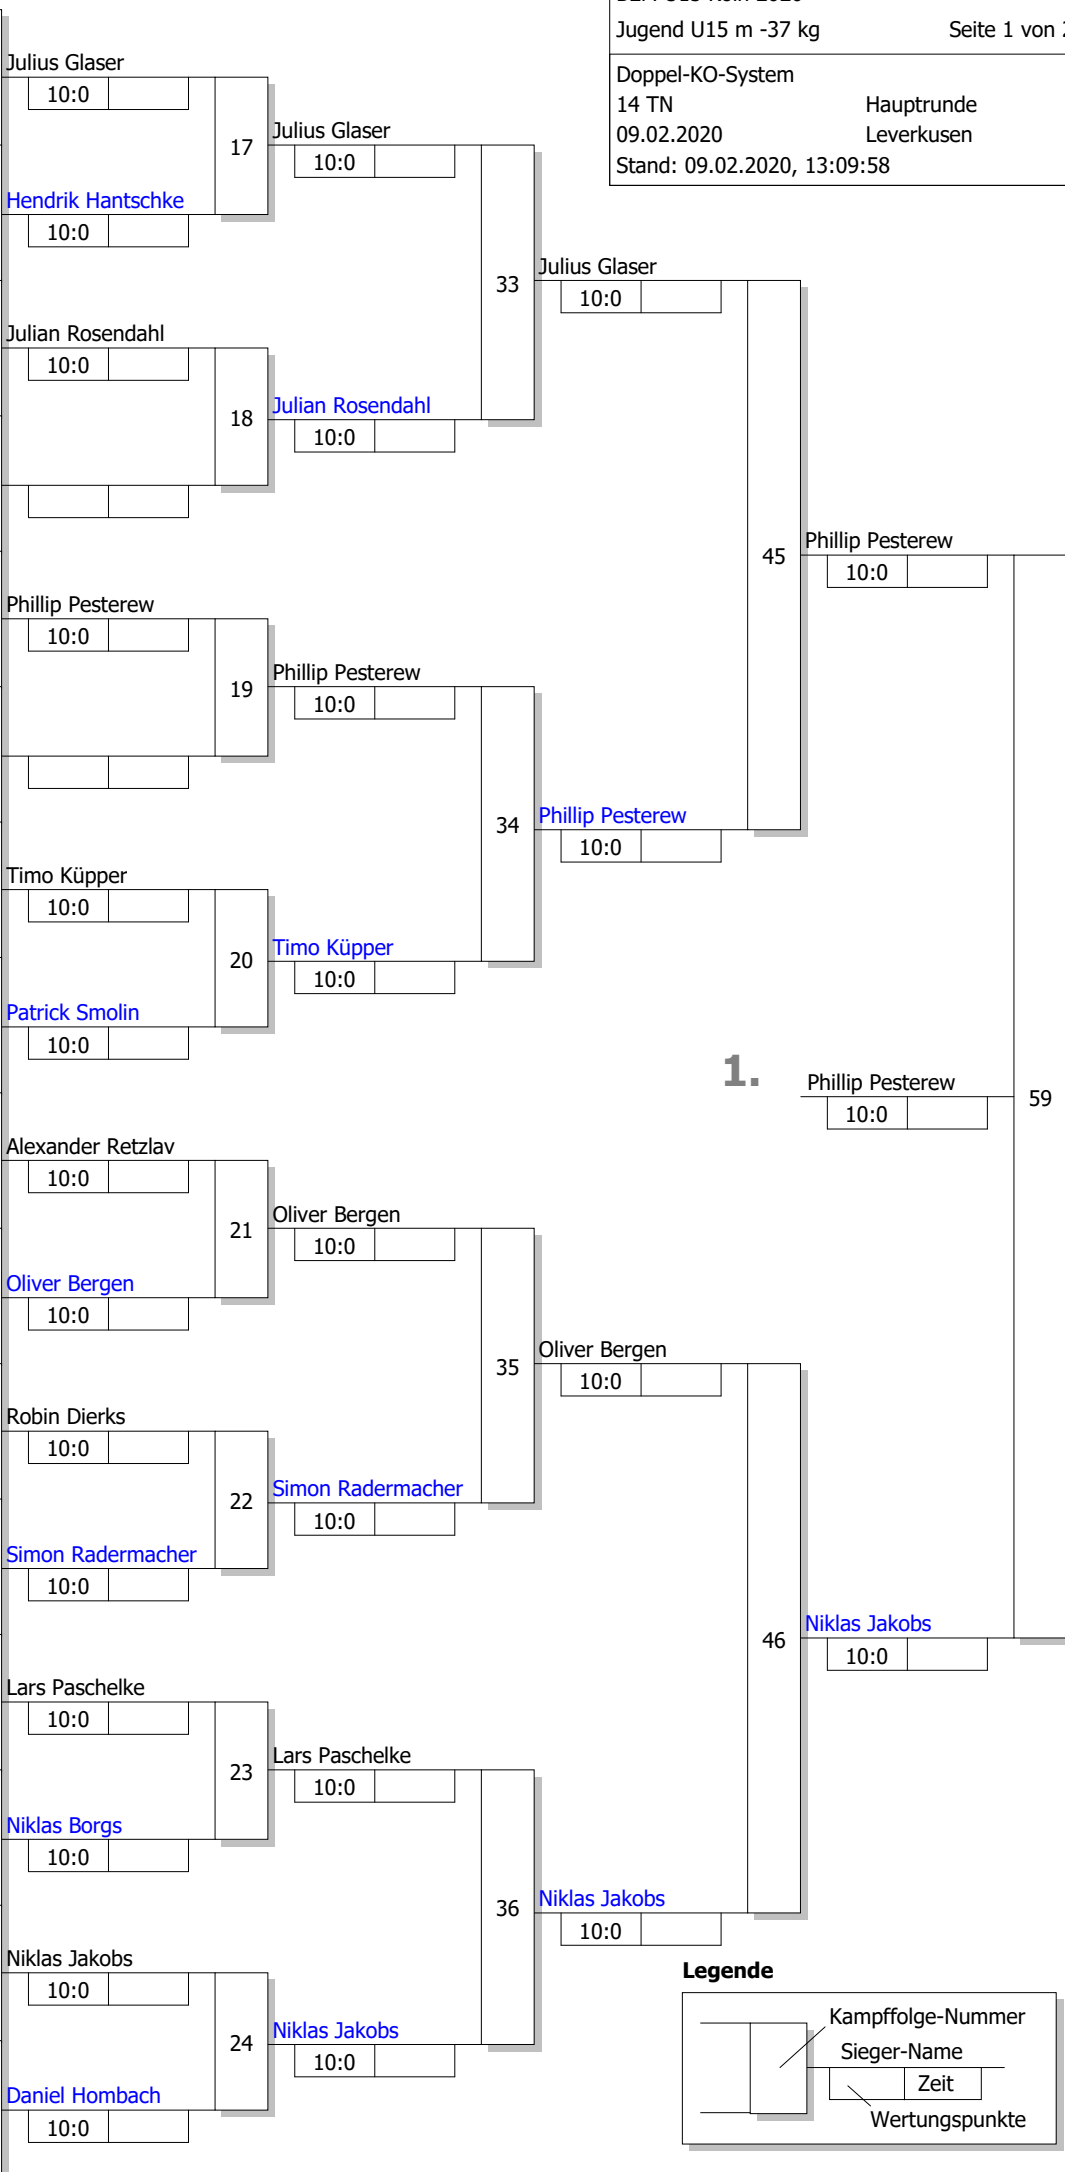 Jugend U15 m -37 kg Seite 1 von
Doppel-KO-System
14 TN Hauptrunde
09.02.2020 Leverkusen
Stand: 09.02.2020, 13:09:58
Julius Glaser
10:0
17
Hendrik Hantschke
10:0
Julius Glaser
10:0
33
Julian Rosendahl
10:0
18
Julian Rosendahl
10:0
Julius Glaser
10:0
45
Phillip Pesterew
10:0
19
Phillip Pesterew
10:0
34
Timo Küpper
10:0
20
Patrick Smolin
10:0
Timo Küpper
10:0
Phillip Pesterew
10:0
Phillip Pesterew
10:0
1.
Phillip Pesterew
10:0
59
Alexander Retzlav
10:0
21
Oliver Bergen
10:0
Oliver Bergen
10:0
35
Robin Dierks
10:0
22
Simon Radermacher
10:0
Simon Radermacher
10:0
Oliver Bergen
10:0
46
Niklas Jakobs
10:0
Lars Paschelke
10:0
23
Niklas Borgs
10:0
Lars Paschelke
10:0
36
Niklas Jakobs
10:0
24
Daniel Hombach
10:0
Niklas Jakobs
10:0
Niklas Jakobs
10:0
Legende
Kampffolge-Nummer
Sieger-Name
Zeit
Wertungspunkte